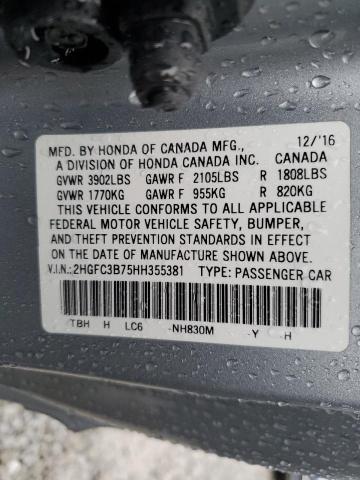 MFD. BY HONDA OF CANADA MFG., 12/'16
A DIVISION OF HONDA CANADA INC. CANADA
GVWR 3902LBS GAWR F 2105LBS R 1808LBS
GVWR 1770KG GAWR F 955KG R 820KG
THIS VEHICLE CONFORMS TO ALL APPLICABLE
FEDERAL MOTOR VEHICLE SAFETY, BUMPER,
AND THEFT PREVENTION STANDARDS IN EFFECT
ON THE DATE OF MANUFACTURE SHOWN ABOVE.
V.I.N.:2HGFC3B75HH355381 TYPE: PASSENGER CAR
TBH H LC6 -NH830M -Y -H